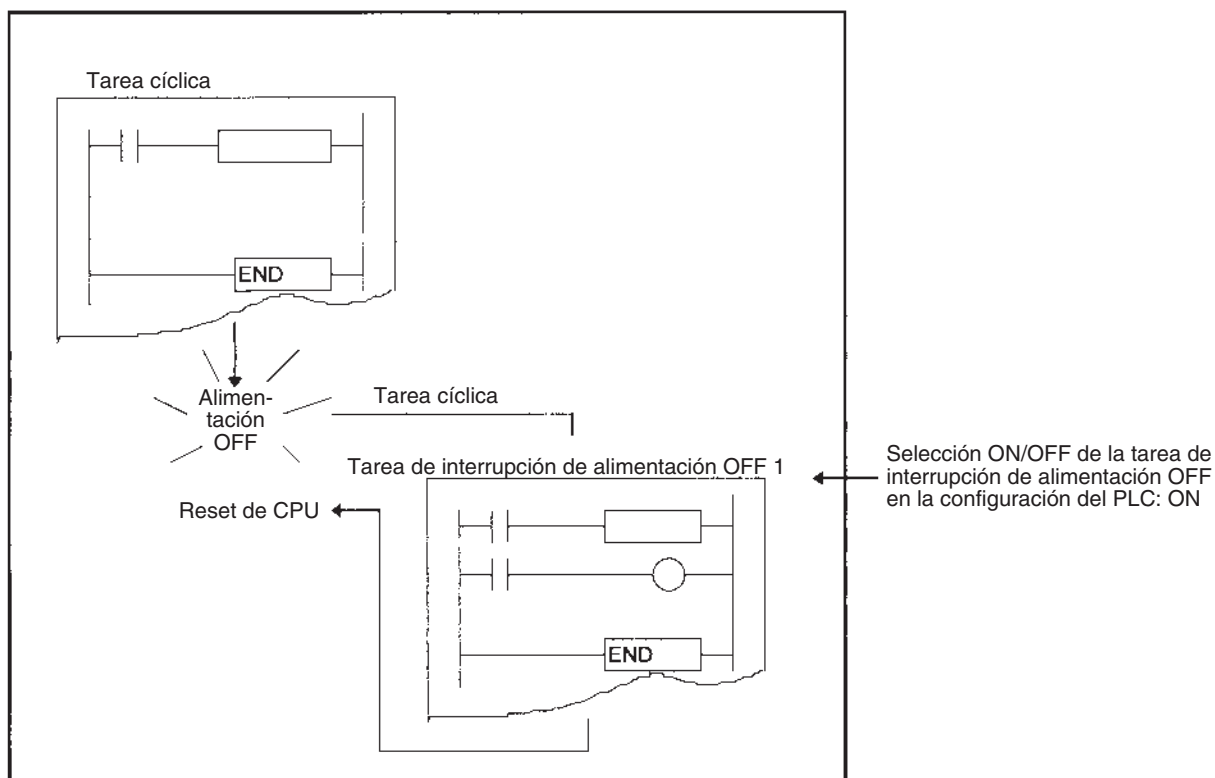 Tarea cíclica
END
Alimen-
tación
OFF
Tarea cíclica
Tarea de interrupción de alimentación OFF 1
Selección ON/OFF de la tarea de
interrupción de alimentación OFF
en la configuración del PLC: ON
Reset de CPU
END